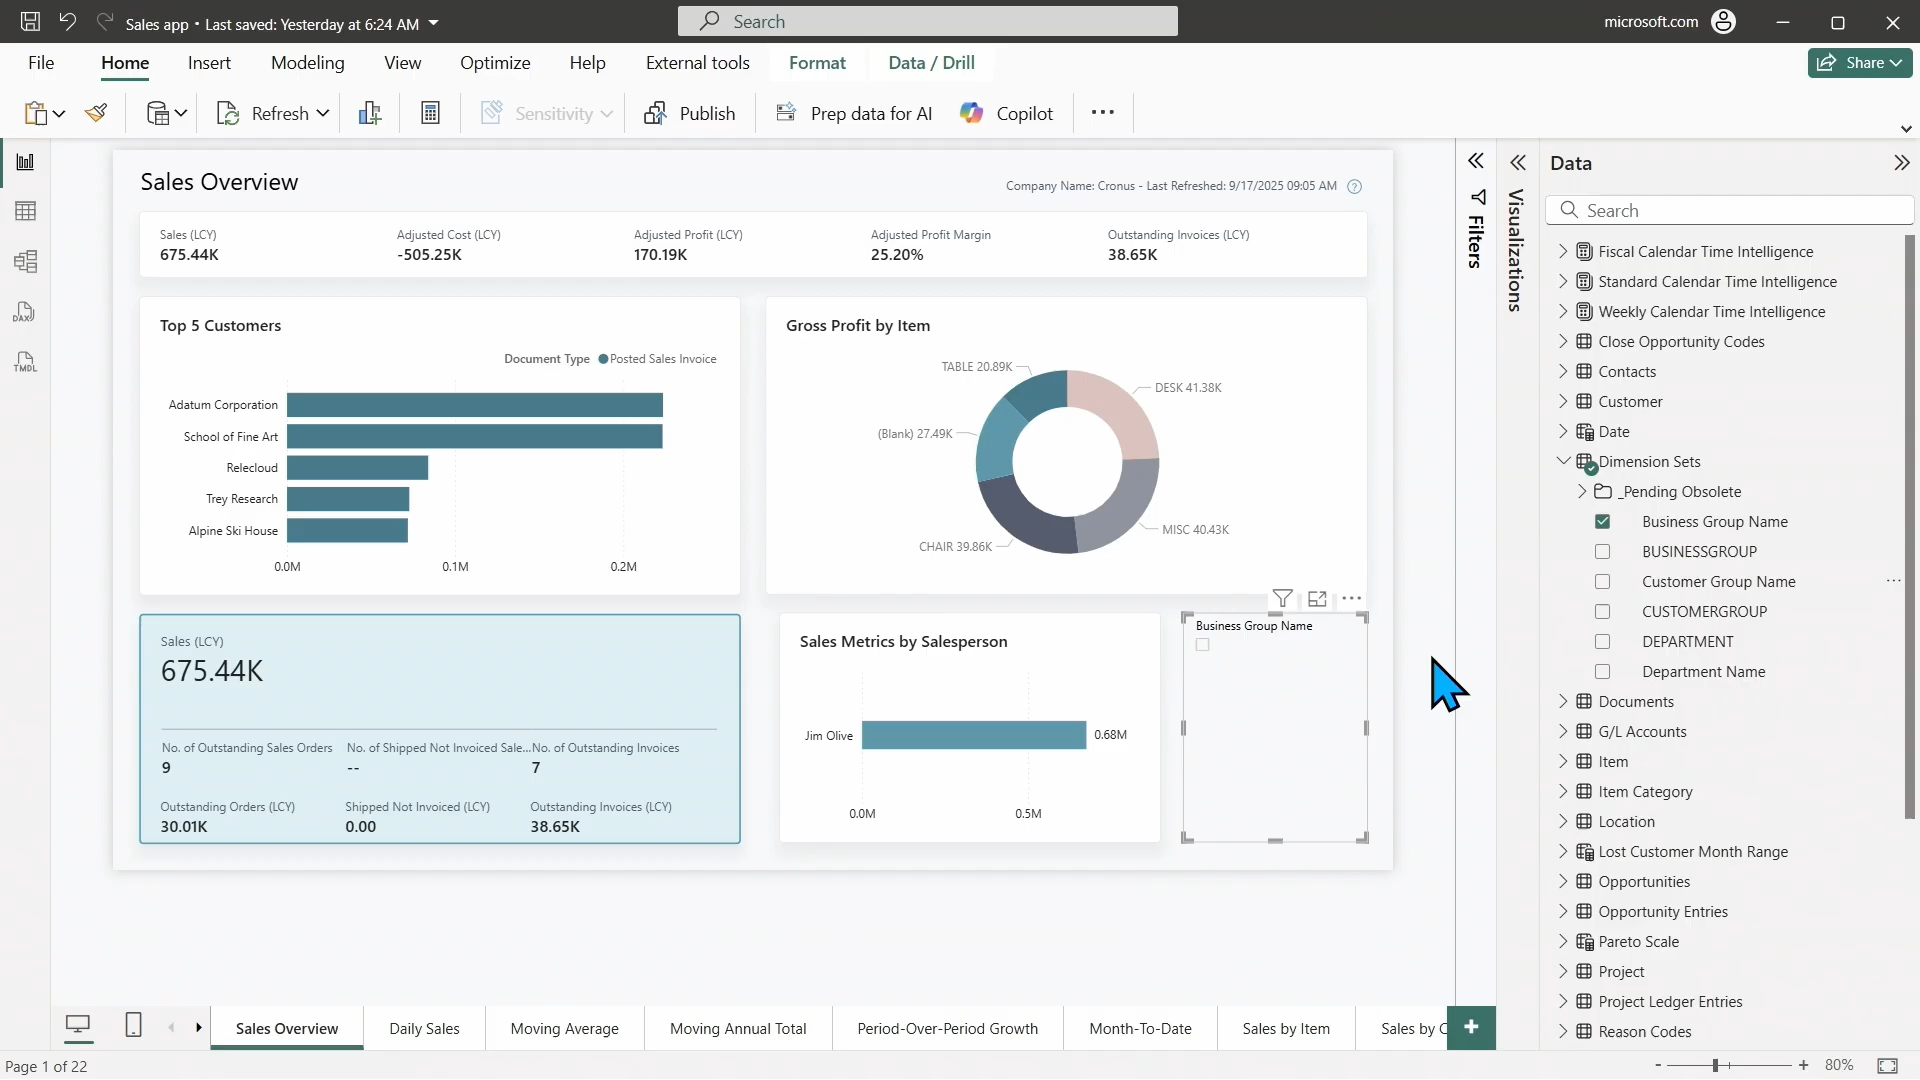 Sales app • Last saved: Yesterday at 6:24 AM
Search
microsoft.com
File
Home
Insert
Modeling
View
Optimize
Help
External tools
Format
Data / Drill
Share
Refresh
Sensitivity
Publish
Prep data for AI
Copilot
Sales Overview
Company Name: Cronus - Last Refreshed: 9/17/2025 09:05 AM
Sales (LCY)
675.44K
Adjusted Cost (LCY)
-505.25K
Adjusted Profit (LCY)
170.19K
Adjusted Profit Margin
25.20%
Outstanding Invoices (LCY)
38.65K
Top 5 Customers
Document Type
Posted Sales Invoice
Adatum Corporation
School of Fine Art
Relecloud
Trey Research
Alpine Ski House
0.0M
0.1M
0.2M
Gross Profit by Item
TABLE 20.89K
DESK 41.38K
(Blank) 27.49K
MISC 40.43K
CHAIR 39.86K
Sales (LCY)
675.44K
No. of Outstanding Sales Orders
9
No. of Shipped Not Invoiced Sale...
--
No. of Outstanding Invoices
7
Outstanding Orders (LCY)
30.01K
Shipped Not Invoiced (LCY)
0.00
Outstanding Invoices (LCY)
38.65K
Sales Metrics by Salesperson
Jim Olive
0.68M
0.0M
0.5M
Business Group Name
Filters
Visualizations
Data
Search
Fiscal Calendar Time Intelligence
Standard Calendar Time Intelligence
Weekly Calendar Time Intelligence
Close Opportunity Codes
Contacts
Customer
Date
Dimension Sets
_Pending Obsolete
Business Group Name
BUSINESSGROUP
Customer Group Name
CUSTOMERGROUP
DEPARTMENT
Department Name
Documents
G/L Accounts
Item
Item Category
Location
Lost Customer Month Range
Opportunities
Opportunity Entries
Pareto Scale
Project
Project Ledger Entries
Reason Codes
DAX
TMDL
Sales Overview
Daily Sales
Moving Average
Moving Annual Total
Period-Over-Period Growth
Month-To-Date
Sales by Item
Sales by C
Page 1 of 22
80%